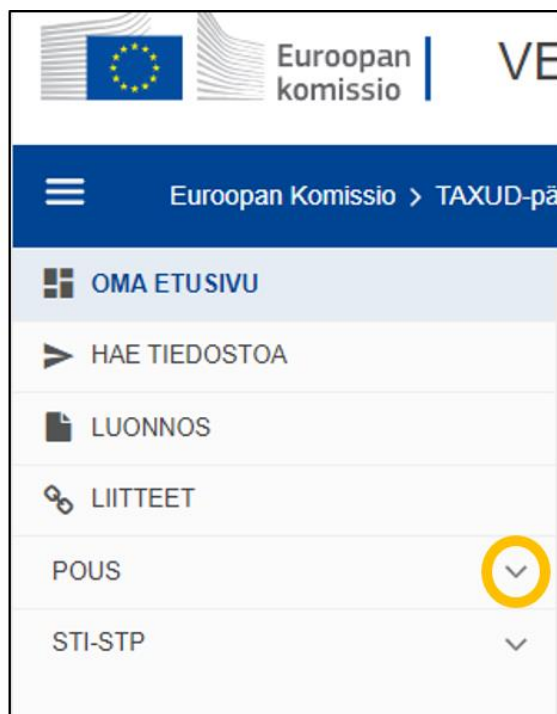 Euroopan
komissio
VE
Euroopan Komissio > TAXUD-pä
OMA ETUSIVU
HAE TIEDOSTOA
LUONNOS
LIITTEET
POUS
STI-STP